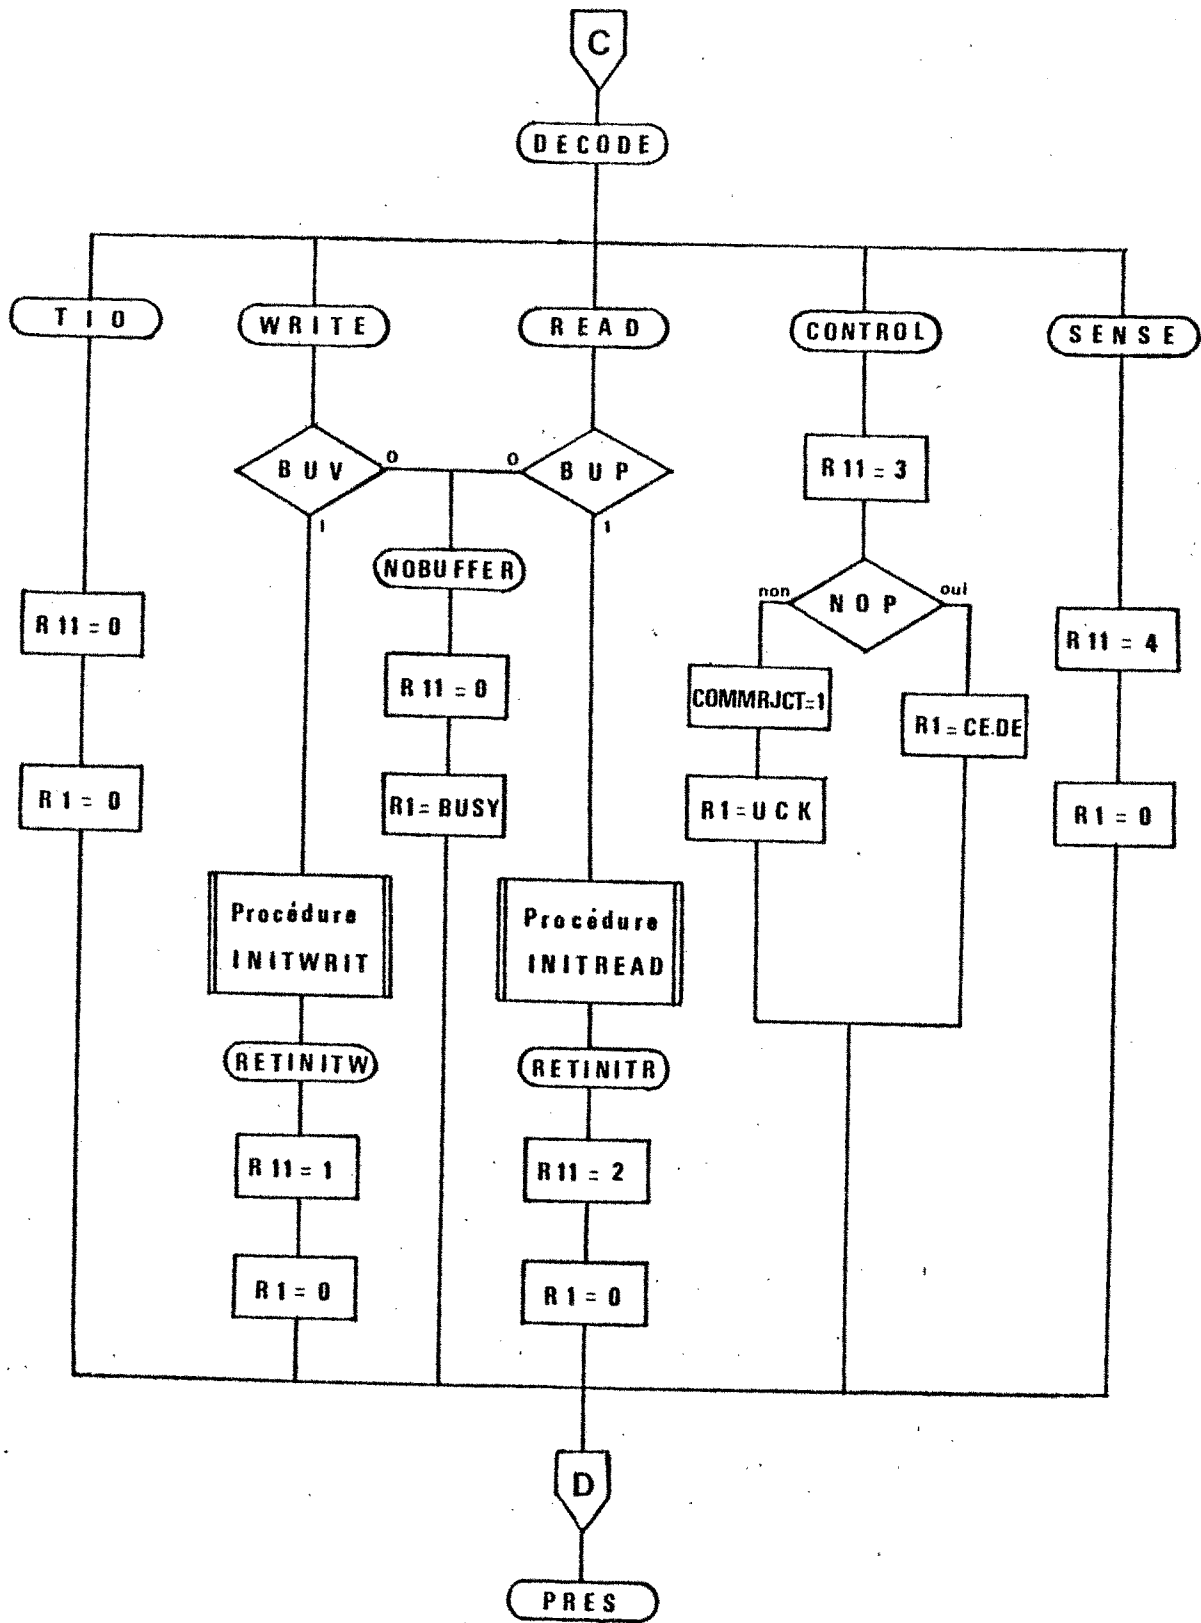 C
DECODE
TIO
WRITE
READ
CONTROL
SENSE
BUV
0
1
0
BUP
1
R11=3
NOBUFFER
non
NOP
oui
R11=0
R11=0
COMMRJCT=1
R1=CE.DE
R11=4
R1=0
R1=BUSY
R1=UCK
R1=0
Procédure
INITWRIT
Procédure
INITREAD
RETINITW
RETINITR
R11=1
R11=2
R1=0
R1=0
D
PRES